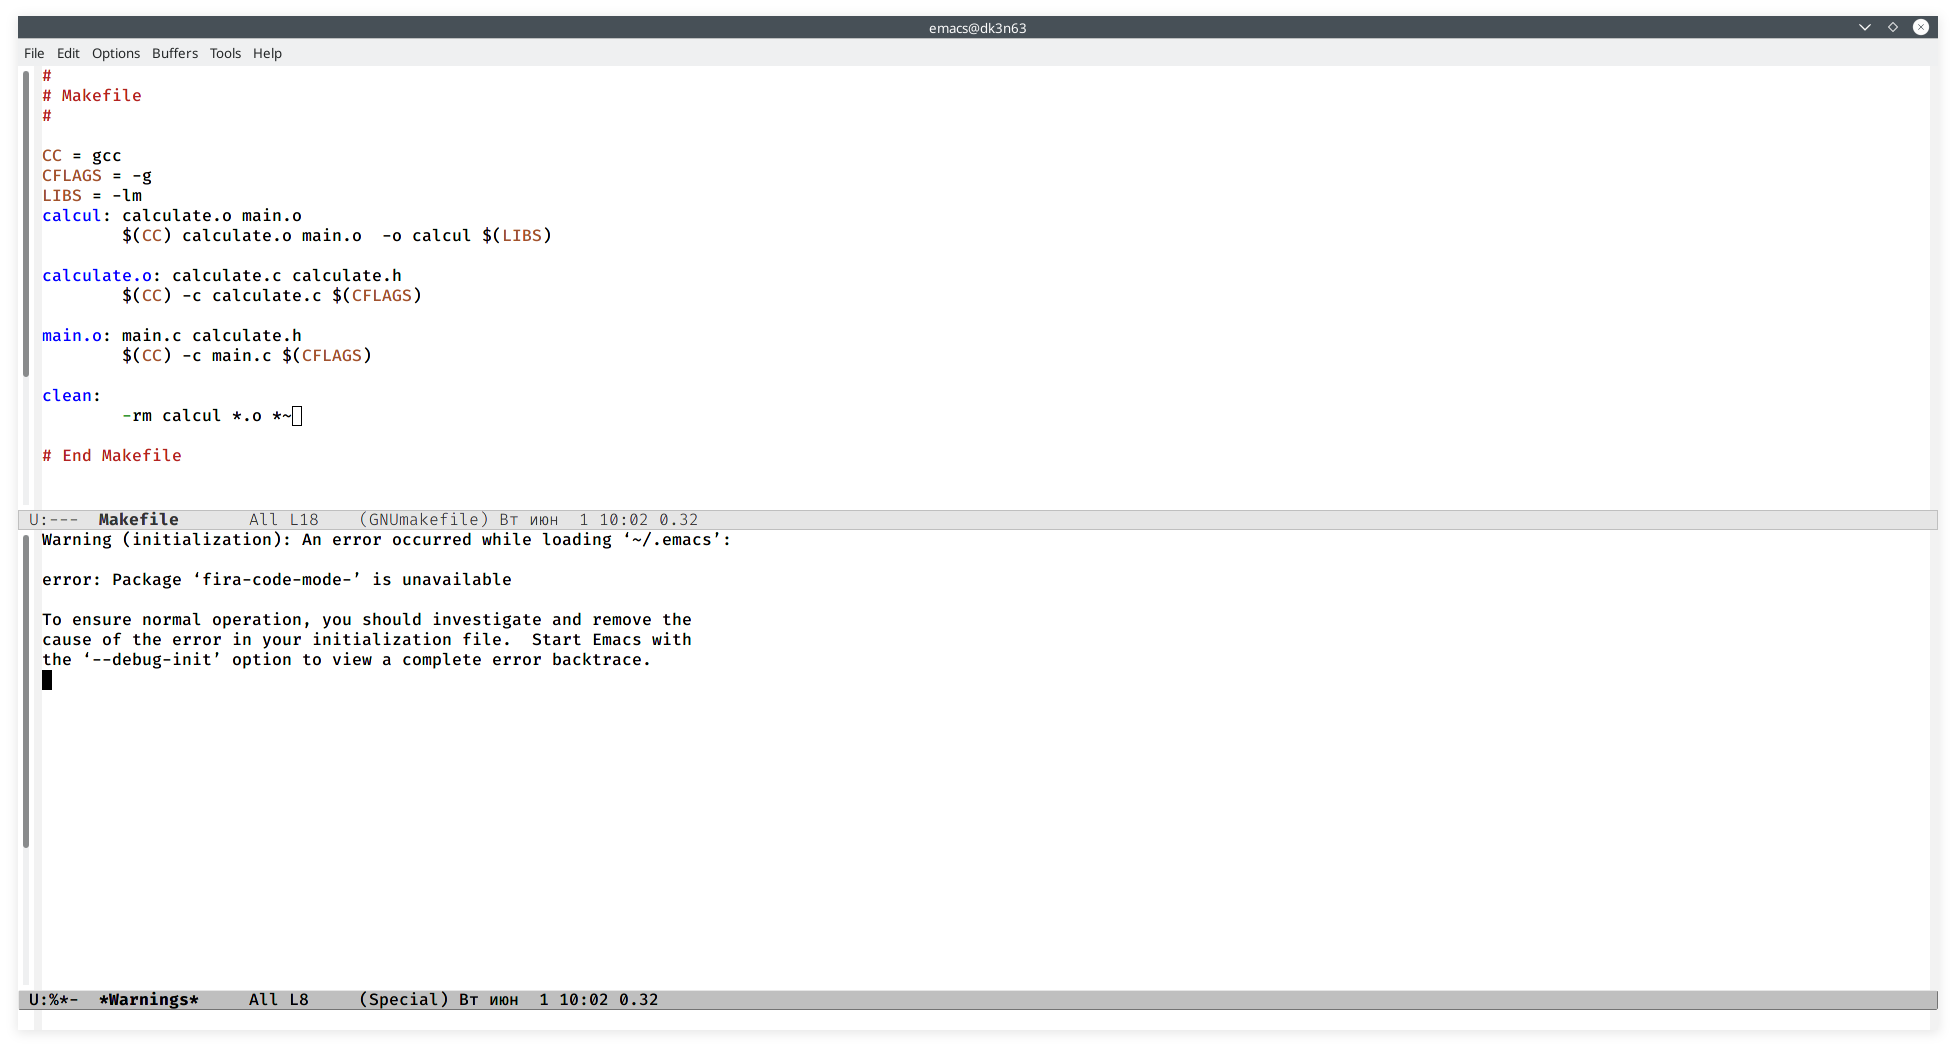 emacs@dk3n63
File Edit Options Buffers Tools Help
#
# Makefile
#
CC = gcc
CFLAGS = -g
LIBS = -lm
calcul: calculate.o main.o
        $(CC) calculate.o main.o  -o calcul $(LIBS)
calculate.o: calculate.c calculate.h
        $(CC) -c calculate.c $(CFLAGS)
main.o: main.c calculate.h
        $(CC) -c main.c $(CFLAGS)
clean:
        -rm calcul *.o *~
# End Makefile
U:---  Makefile       All L18    (GNUmakefile) Вт июн  1 10:02 0.32
Warning (initialization): An error occurred while loading ‘~/.emacs’:
error: Package ‘fira-code-mode-’ is unavailable
To ensure normal operation, you should investigate and remove the
cause of the error in your initialization file.  Start Emacs with
the ‘--debug-init’ option to view a complete error backtrace.
U:%*-  *Warnings*     All L8     (Special) Вт июн  1 10:02 0.32